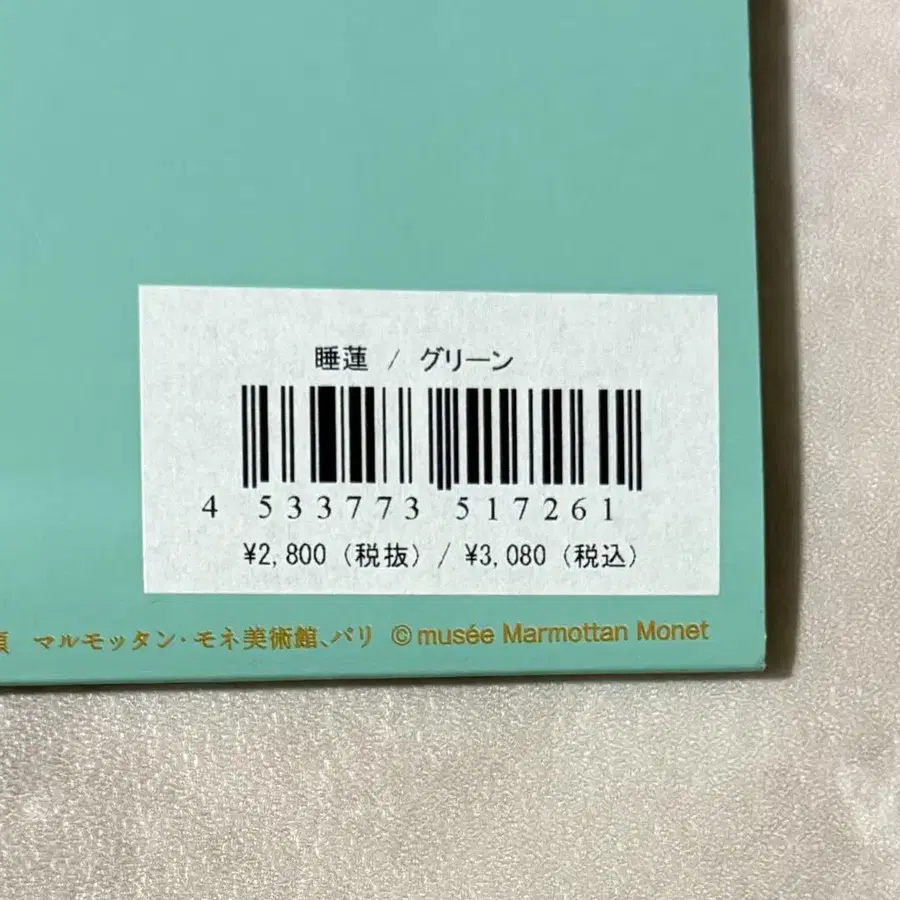 睡蓮 / グリーン
4 533773 517261
¥2,800 (税抜) / ¥3,080 (税込)
マルモッタン・モネ美術館、パリ © musée Marmottan Monet